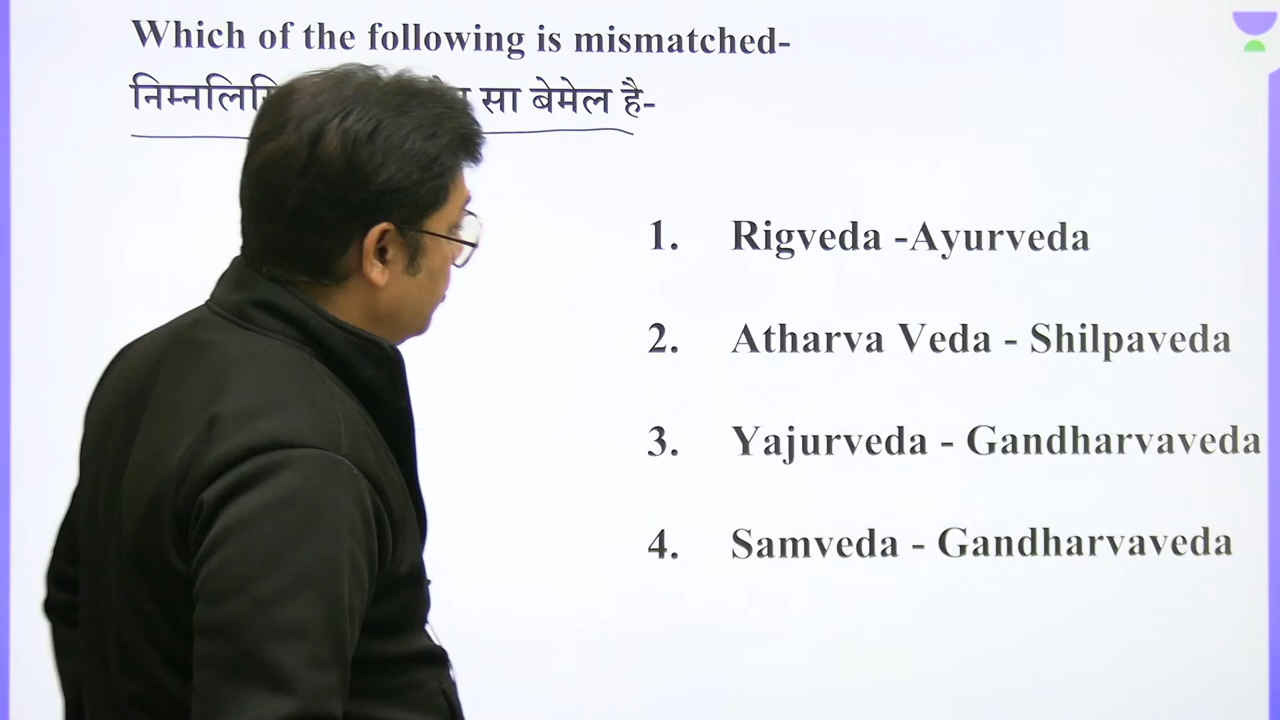 Which of the following is mismatched-
सा बेमेल है-
1. Rigveda -Ayurveda
2. Atharva Veda - Shilpaveda
3. Yajurveda - Gandharvaveda
4. Samveda - Gandharvaveda